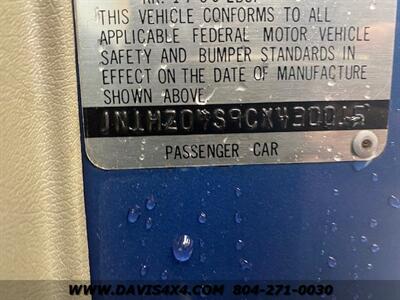 THIS VEHICLE CONFORMS TO ALL
APPLICABLE FEDERAL MOTOR VEHICLE
SAFETY AND BUMPER STANDARDS IN
EFFECT ON THE DATE OF MANUFACTURE
SHOWN ABOVE
JN1HZ04S9CX430015
PASSENGER CAR
WWW.DAVIS4X4.COM - 804-271-0030